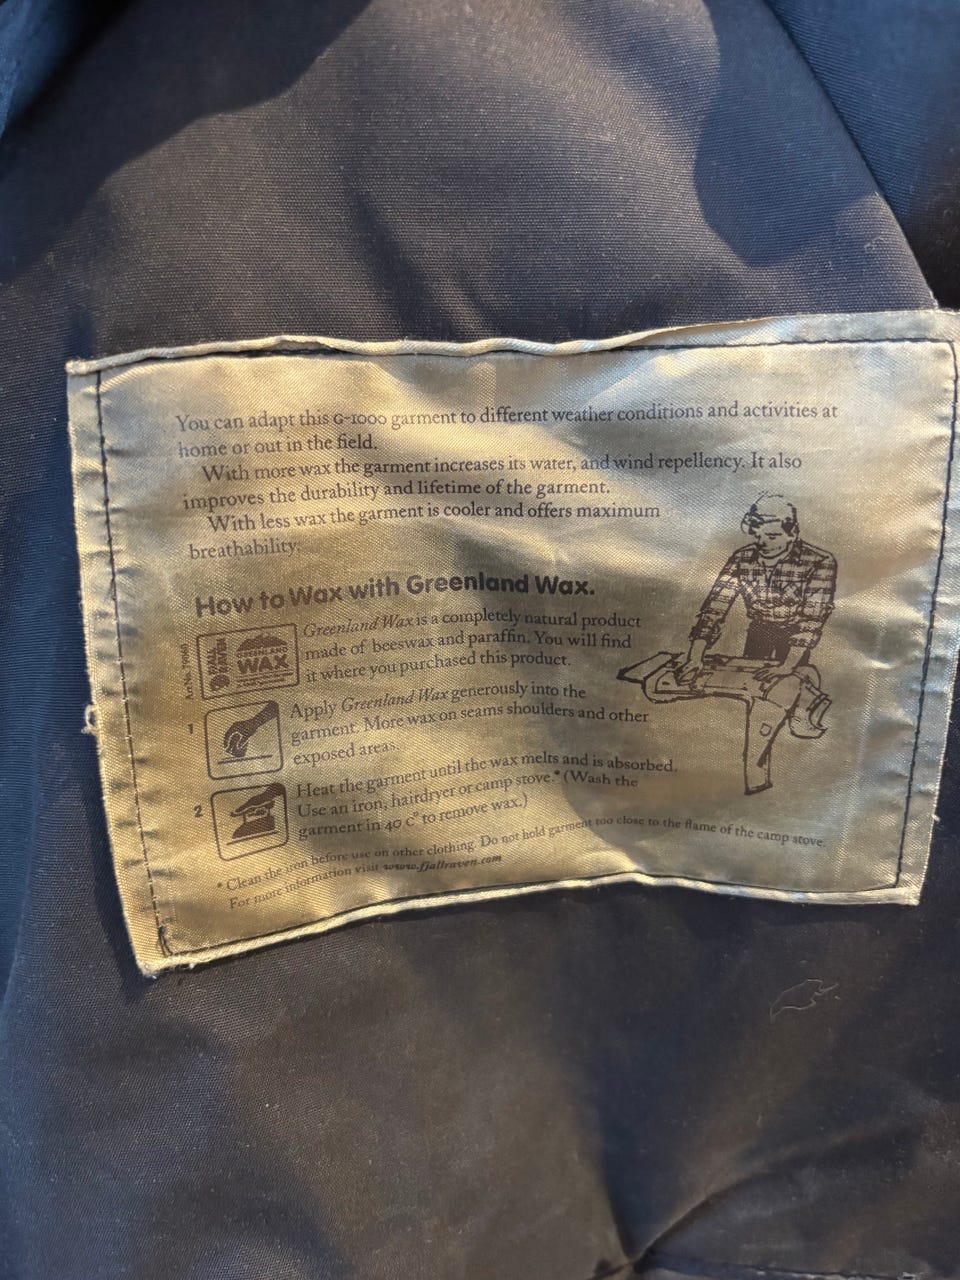 You can adapt this G-1000 garment to different weather conditions and activities at
home or out in the field.
With more wax the garment increases its water, and wind repellency. It also
improves the durability and lifetime of the garment.
With less wax the garment is cooler and offers maximum
breathability.
How to Wax with Greenland Wax.
Greenland Wax is a completely natural product
made of beeswax and paraffin. You will find
it where you purchased this product.
FJÄLL RÄVEN
GREENLAND
WAX
1
Apply Greenland Wax generously into the
garment. More wax on seams shoulders and other
exposed areas.
2
Heat the garment until the wax melts and is absorbed.
Use an iron, hairdryer or camp stove.* (Wash the
garment in 40 C° to remove wax.)
* Clean the iron before use on other clothing. Do not hold garment too close to the flame of the camp stove.
For more information visit www.fjallraven.com